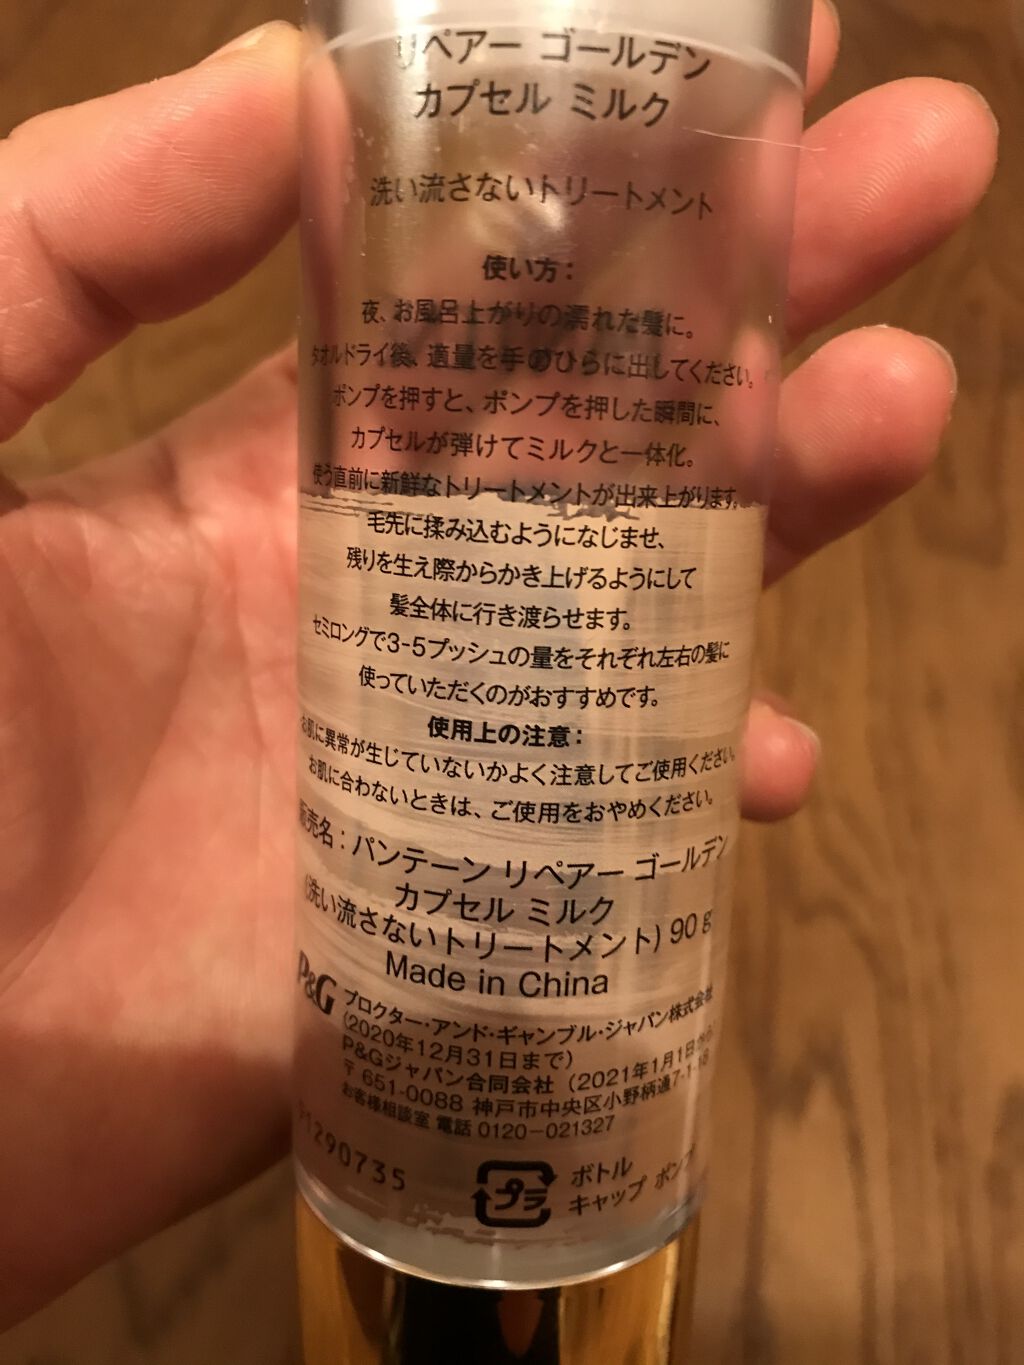 リペアー ゴールデン
カプセル ミルク
洗い流さないトリートメント
使い方：
夜、お風呂上がりの濡れた髪に。
タオルドライ後、適量を手のひらに出してください。
ポンプを押すと、ポンプを押した瞬間に、
カプセルが弾けてミルクと一体化。
使う直前に新鮮なトリートメントが出来上がります。
毛先に揉み込むようになじませ、
残りを生え際からかき上げるようにして
髪全体に行き渡らせます。
セミロングで3-5プッシュの量をそれぞれ左右の髪に
使っていただくのがおすすめです。
使用上の注意：
お肌に異常が生じていないかよく注意してご使用ください。
お肌に合わないときは、ご使用をおやめください。
販売名：パンテーン リペアー ゴールデン
カプセル ミルク
(洗い流さないトリートメント) 90 g
Made in China
P&G プロクター・アンド・ギャンブル・ジャパン株式会社
(2020年12月31日まで)
P&Gジャパン合同会社 (2021年1月1日から)
〒651-0088 神戸市中央区小野柄通7-1-18
お客様相談室 電話 0120-021327
91290735
プラ
ボトル
キャップ ポンプ